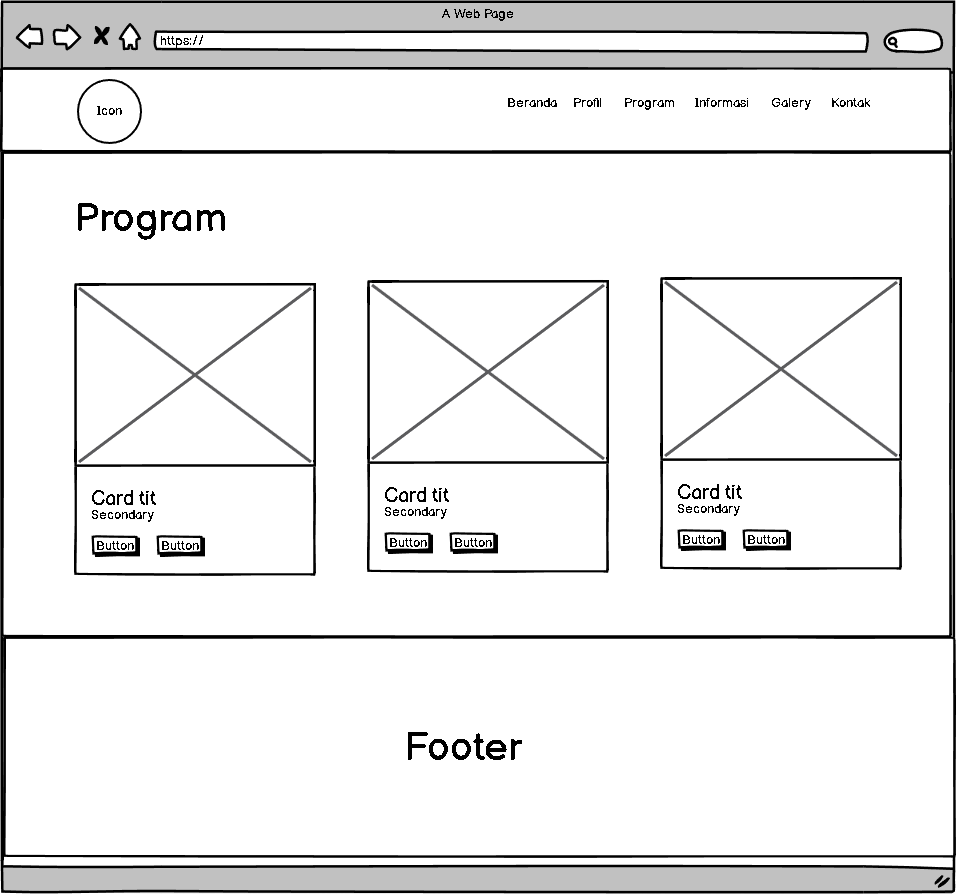 A Web Page
https://
Icon
Beranda Profil Program Informasi Galery Kontak
Program
Card tit
Secondary
Button Button
Card tit
Secondary
Button Button
Card tit
Secondary
Button Button
Footer